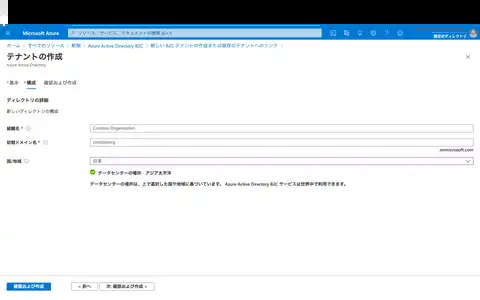 Microsoft Azure
リソース、サービス、ドキュメントの検索 (G+/)
既定のディレクトリ
ホーム > すべてのリソース > 新規 > Azure Active Directory B2C > 新しい B2C テナントの作成または既存のテナントへのリンク >
テナントの作成
Azure Active Directory
*基本 *構成 確認および作成
ディレクトリの詳細
新しいディレクトリの構成
組織名 *
Contoso Organization
初期ドメイン名 *
contosoorg
.onmicrosoft.com
国/地域
日本
データセンターの場所 - アジア太平洋
データセンターの場所は、上で選択した国や地域に基づいています。 Azure Active Directory B2C サービスは世界中で利用できます。
確認および作成
< 前へ
次: 確認および作成 >